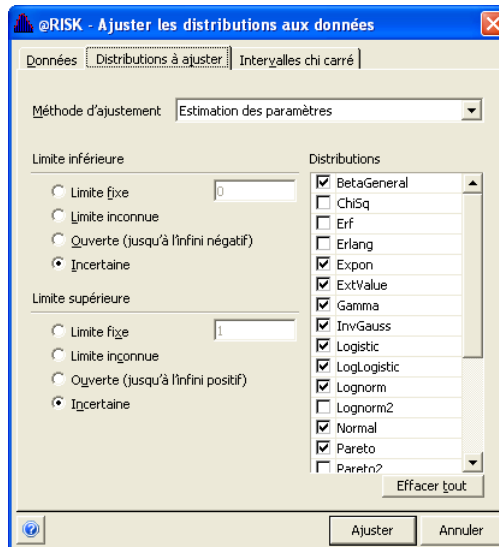 @RISK - Ajuster les distributions aux données
Données
Distributions à ajuster
Intervalles chi carré
Méthode d'ajustement
Estimation des paramètres
Limite inférieure
Limite fixe
0
Limite inconnue
Ouverte (jusqu'à l'infini négatif)
Incertaine
Limite supérieure
Limite fixe
1
Limite inconnue
Ouverte (jusqu'à l'infini positif)
Incertaine
Distributions
BetaGeneral
ChiSq
Erf
Erlang
Expon
ExtValue
Gamma
InvGauss
Logistic
LogLogistic
Lognorm
Lognorm2
Normal
Pareto
Pareto2
Effacer tout
Ajuster
Annuler